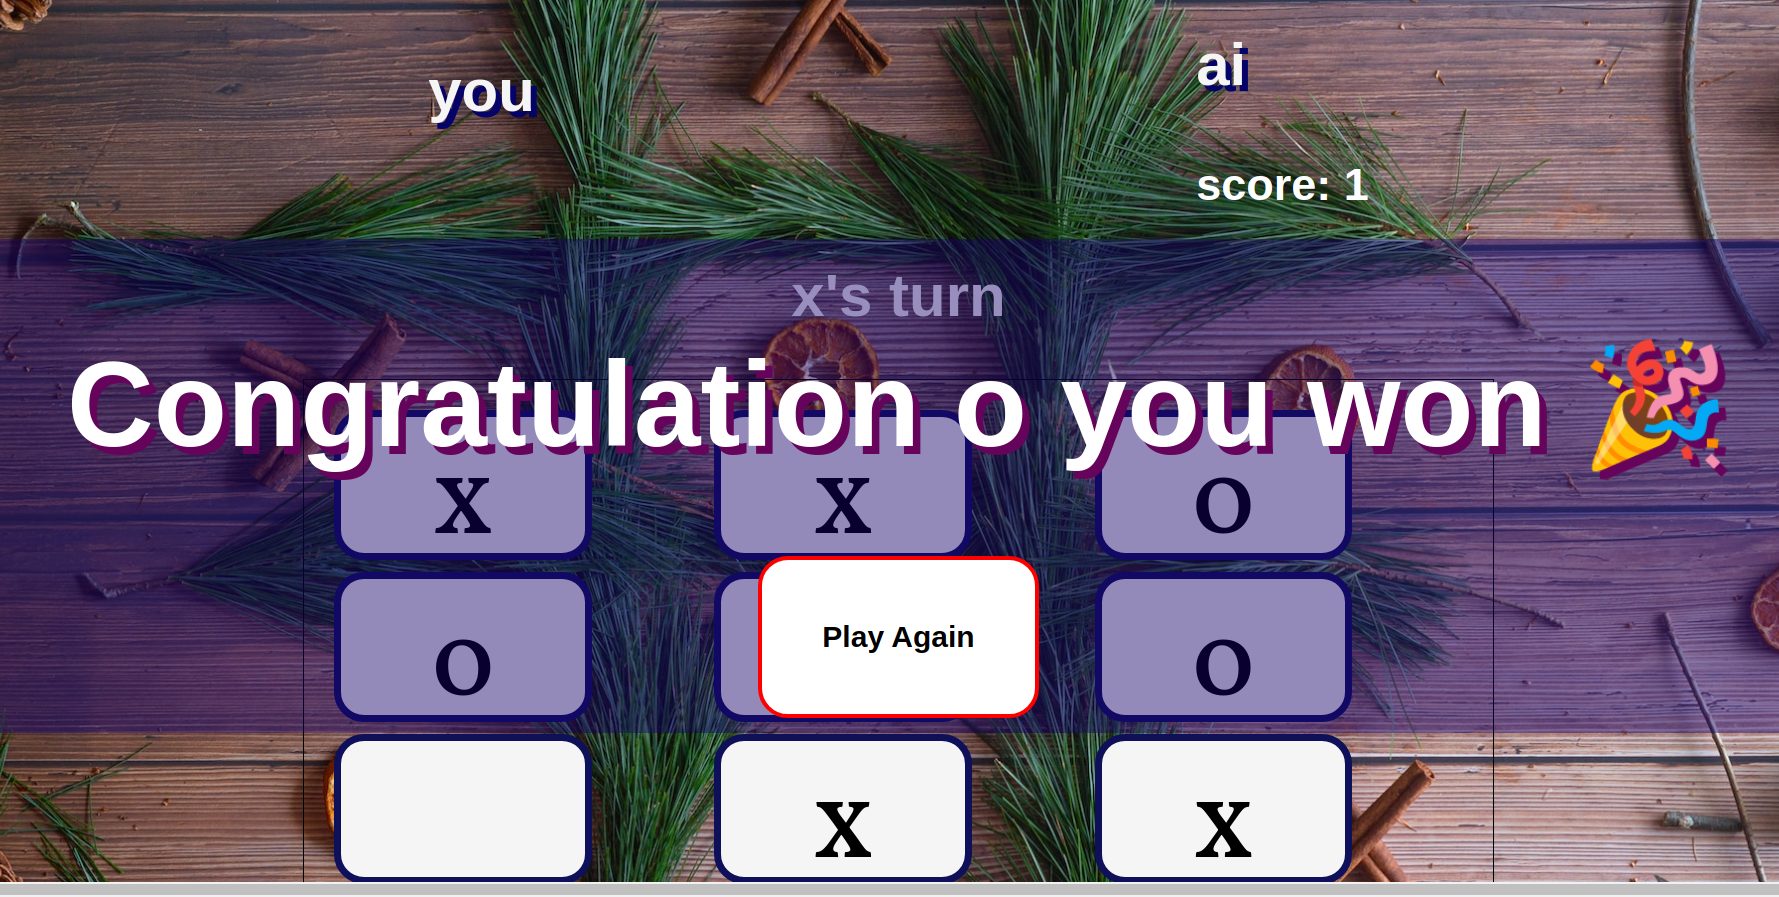 you
ai
score: 1
x's turn
Congratulation o you won 🎉
x x o
o o
Play Again
x x